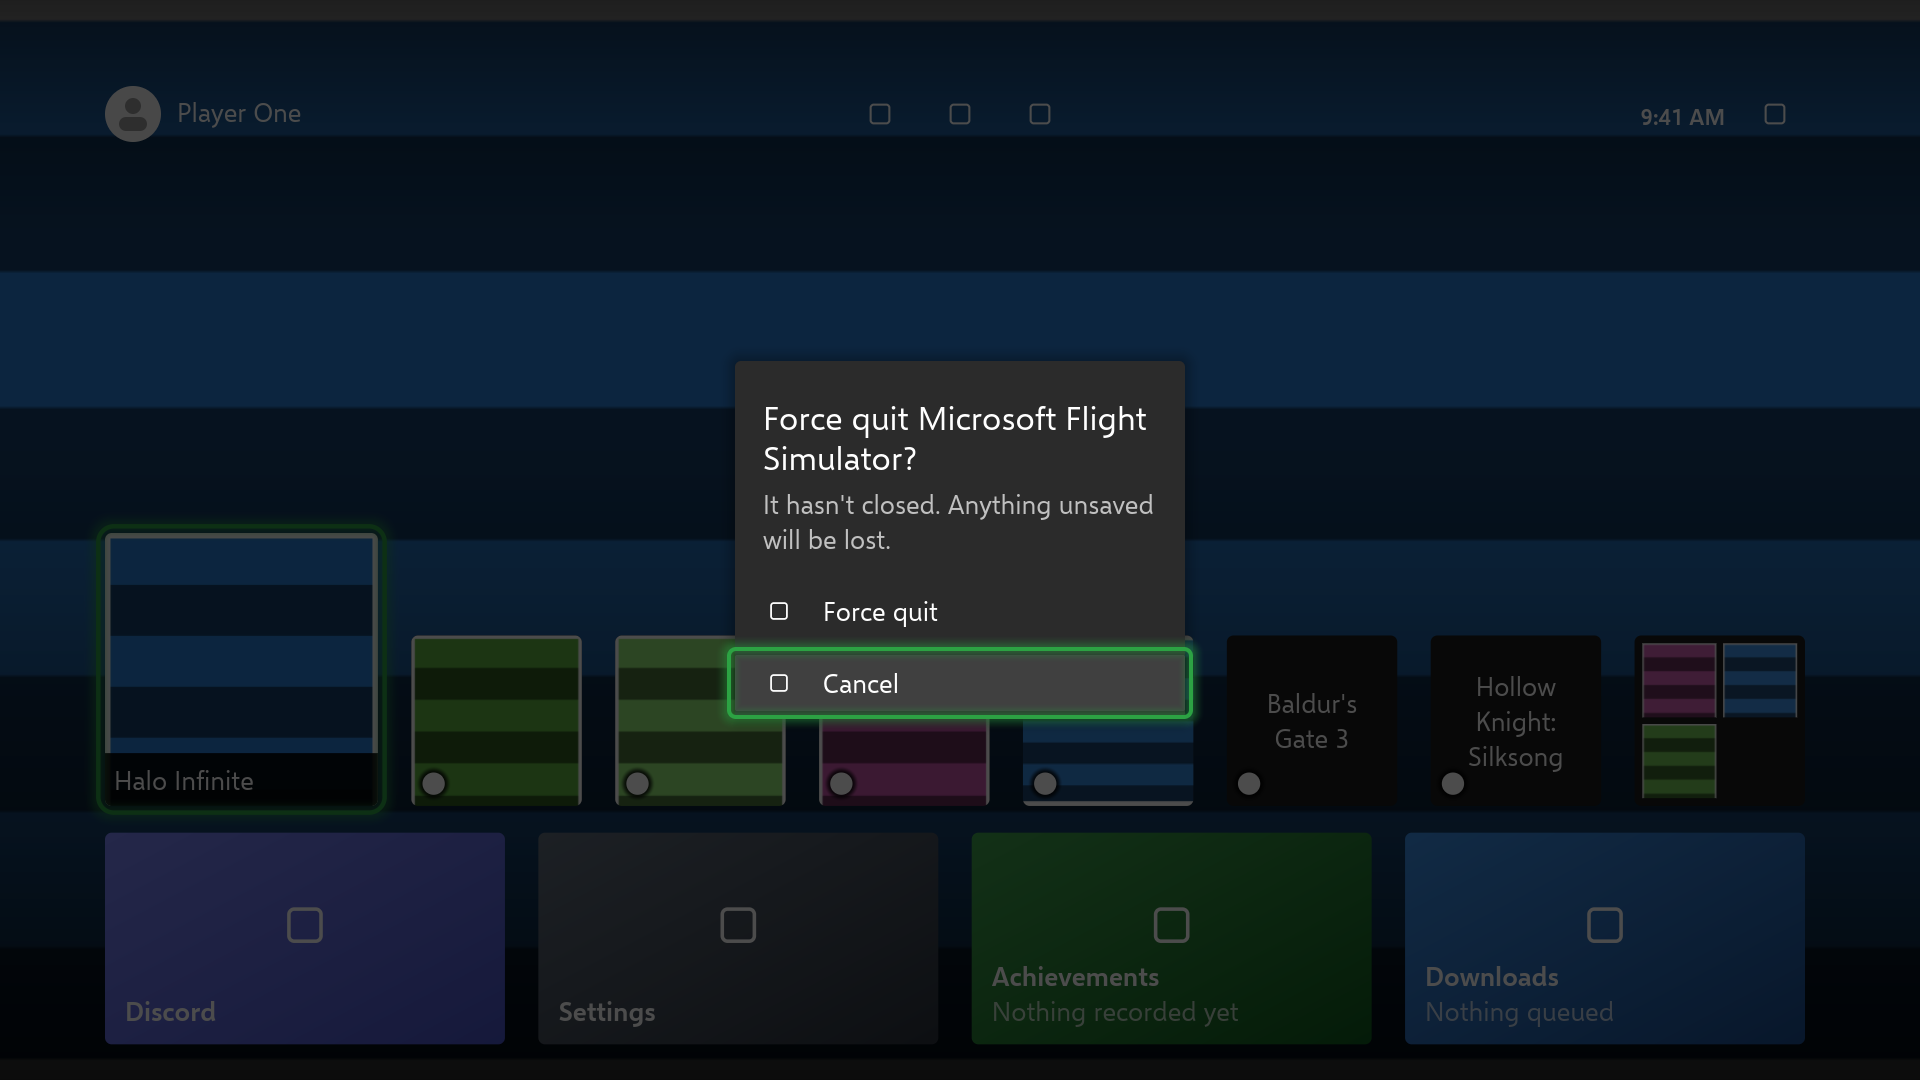 Player One
9:41 AM
Force quit Microsoft Flight
Simulator?
It hasn't closed. Anything unsaved
will be lost.
Force quit
Cancel
Halo Infinite
Baldur's
Gate 3
Hollow
Knight:
Silksong
Discord
Settings
Achievements
Nothing recorded yet
Downloads
Nothing queued